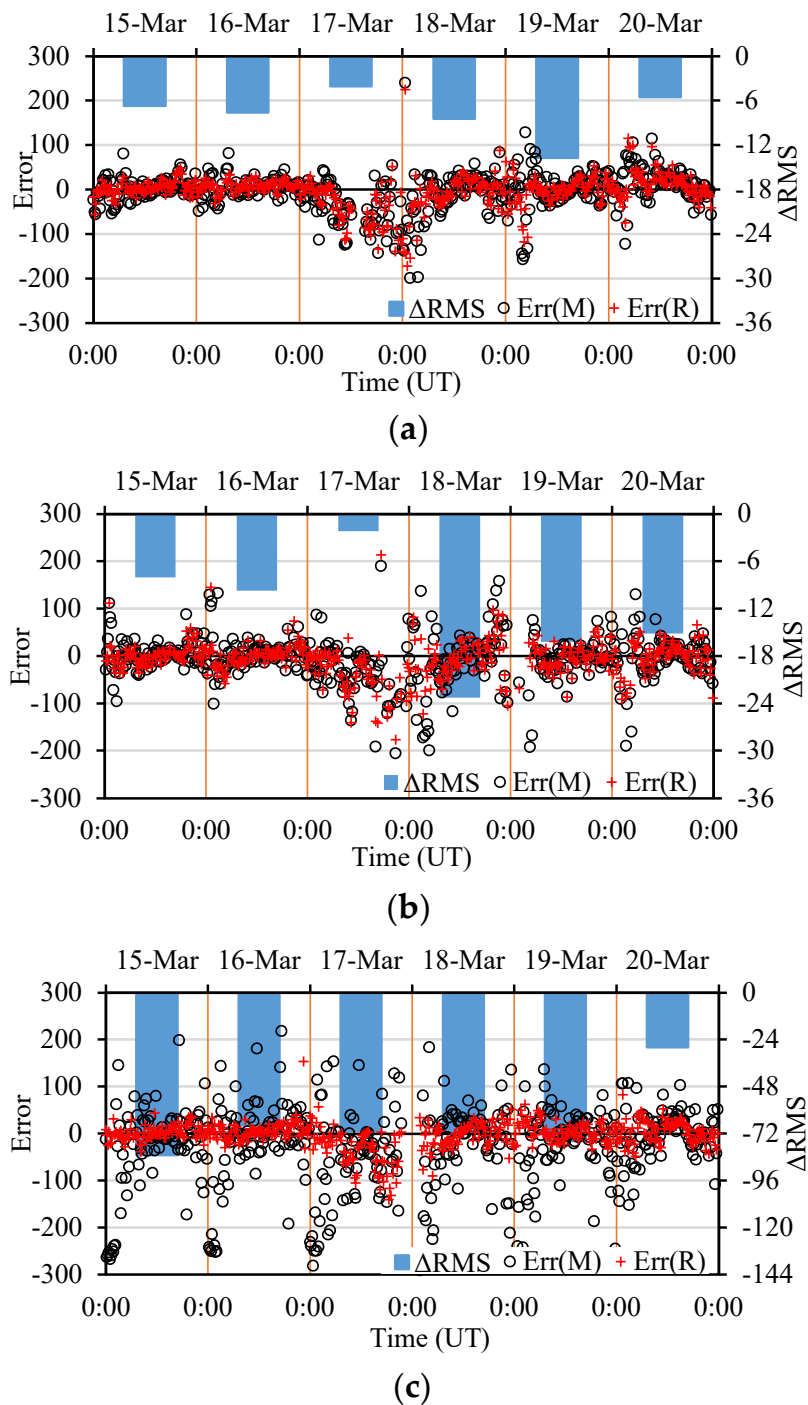 15-Mar 16-Mar 17-Mar 18-Mar 19-Mar 20-Mar
300 0
200 -6
100 -12
0 -18
-100 -24
-200 -30
-300 -36
Error
ΔRMS
ΔRMS Err(M) Err(R)
0:00 0:00 0:00 0:00 0:00 0:00 0:00
Time (UT)
(a)
15-Mar 16-Mar 17-Mar 18-Mar 19-Mar 20-Mar
300 0
200 -6
100 -12
0 -18
-100 -24
-200 -30
-300 -36
Error
ΔRMS
ΔRMS Err(M) Err(R)
0:00 0:00 0:00 0:00 0:00 0:00 0:00
Time (UT)
(b)
15-Mar 16-Mar 17-Mar 18-Mar 19-Mar 20-Mar
300 0
200 -24
100 -48
0 -72
-100 -96
-200 -120
-300 -144
Error
ΔRMS
ΔRMS Err(M) Err(R)
0:00 0:00 0:00 0:00 0:00 0:00 0:00
Time (UT)
(c)